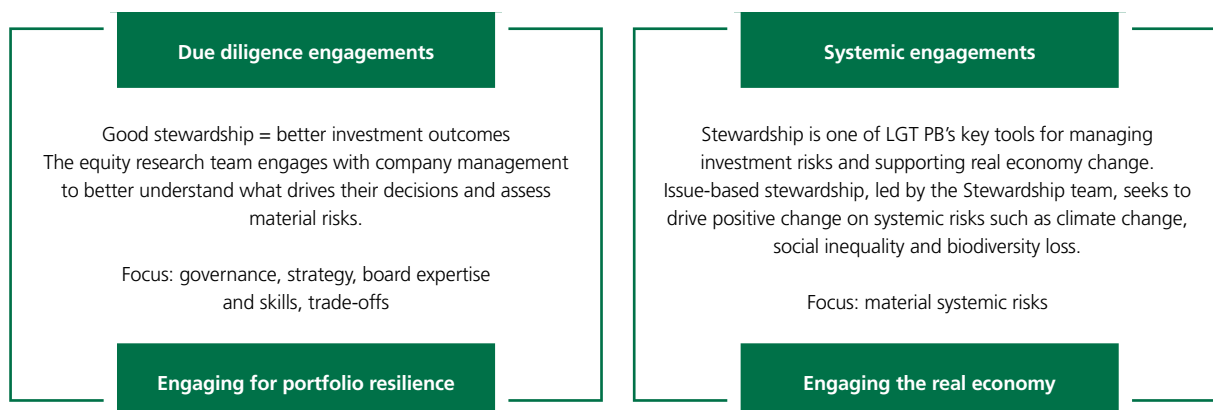 Due diligence engagements
Good stewardship = better investment outcomes
The equity research team engages with company management
to better understand what drives their decisions and assess
material risks.
Focus: governance, strategy, board expertise
and skills, trade-offs
Engaging for portfolio resilience
Systemic engagements
Stewardship is one of LGT PB’s key tools for managing
investment risks and supporting real economy change.
Issue-based stewardship, led by the Stewardship team, seeks to
drive positive change on systemic risks such as climate change,
social inequality and biodiversity loss.
Focus: material systemic risks
Engaging the real economy